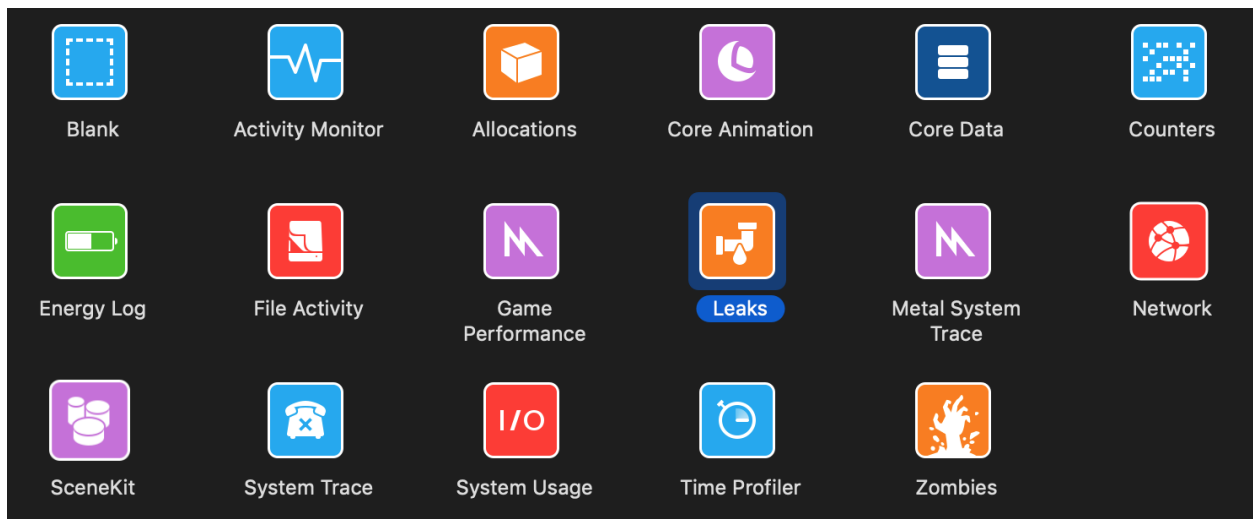 Blank
Activity Monitor
Allocations
Core Animation
Core Data
Counters
Energy Log
File Activity
Game
Performance
Leaks
Metal System
Trace
Network
SceneKit
System Trace
I/O
System Usage
Time Profiler
Zombies